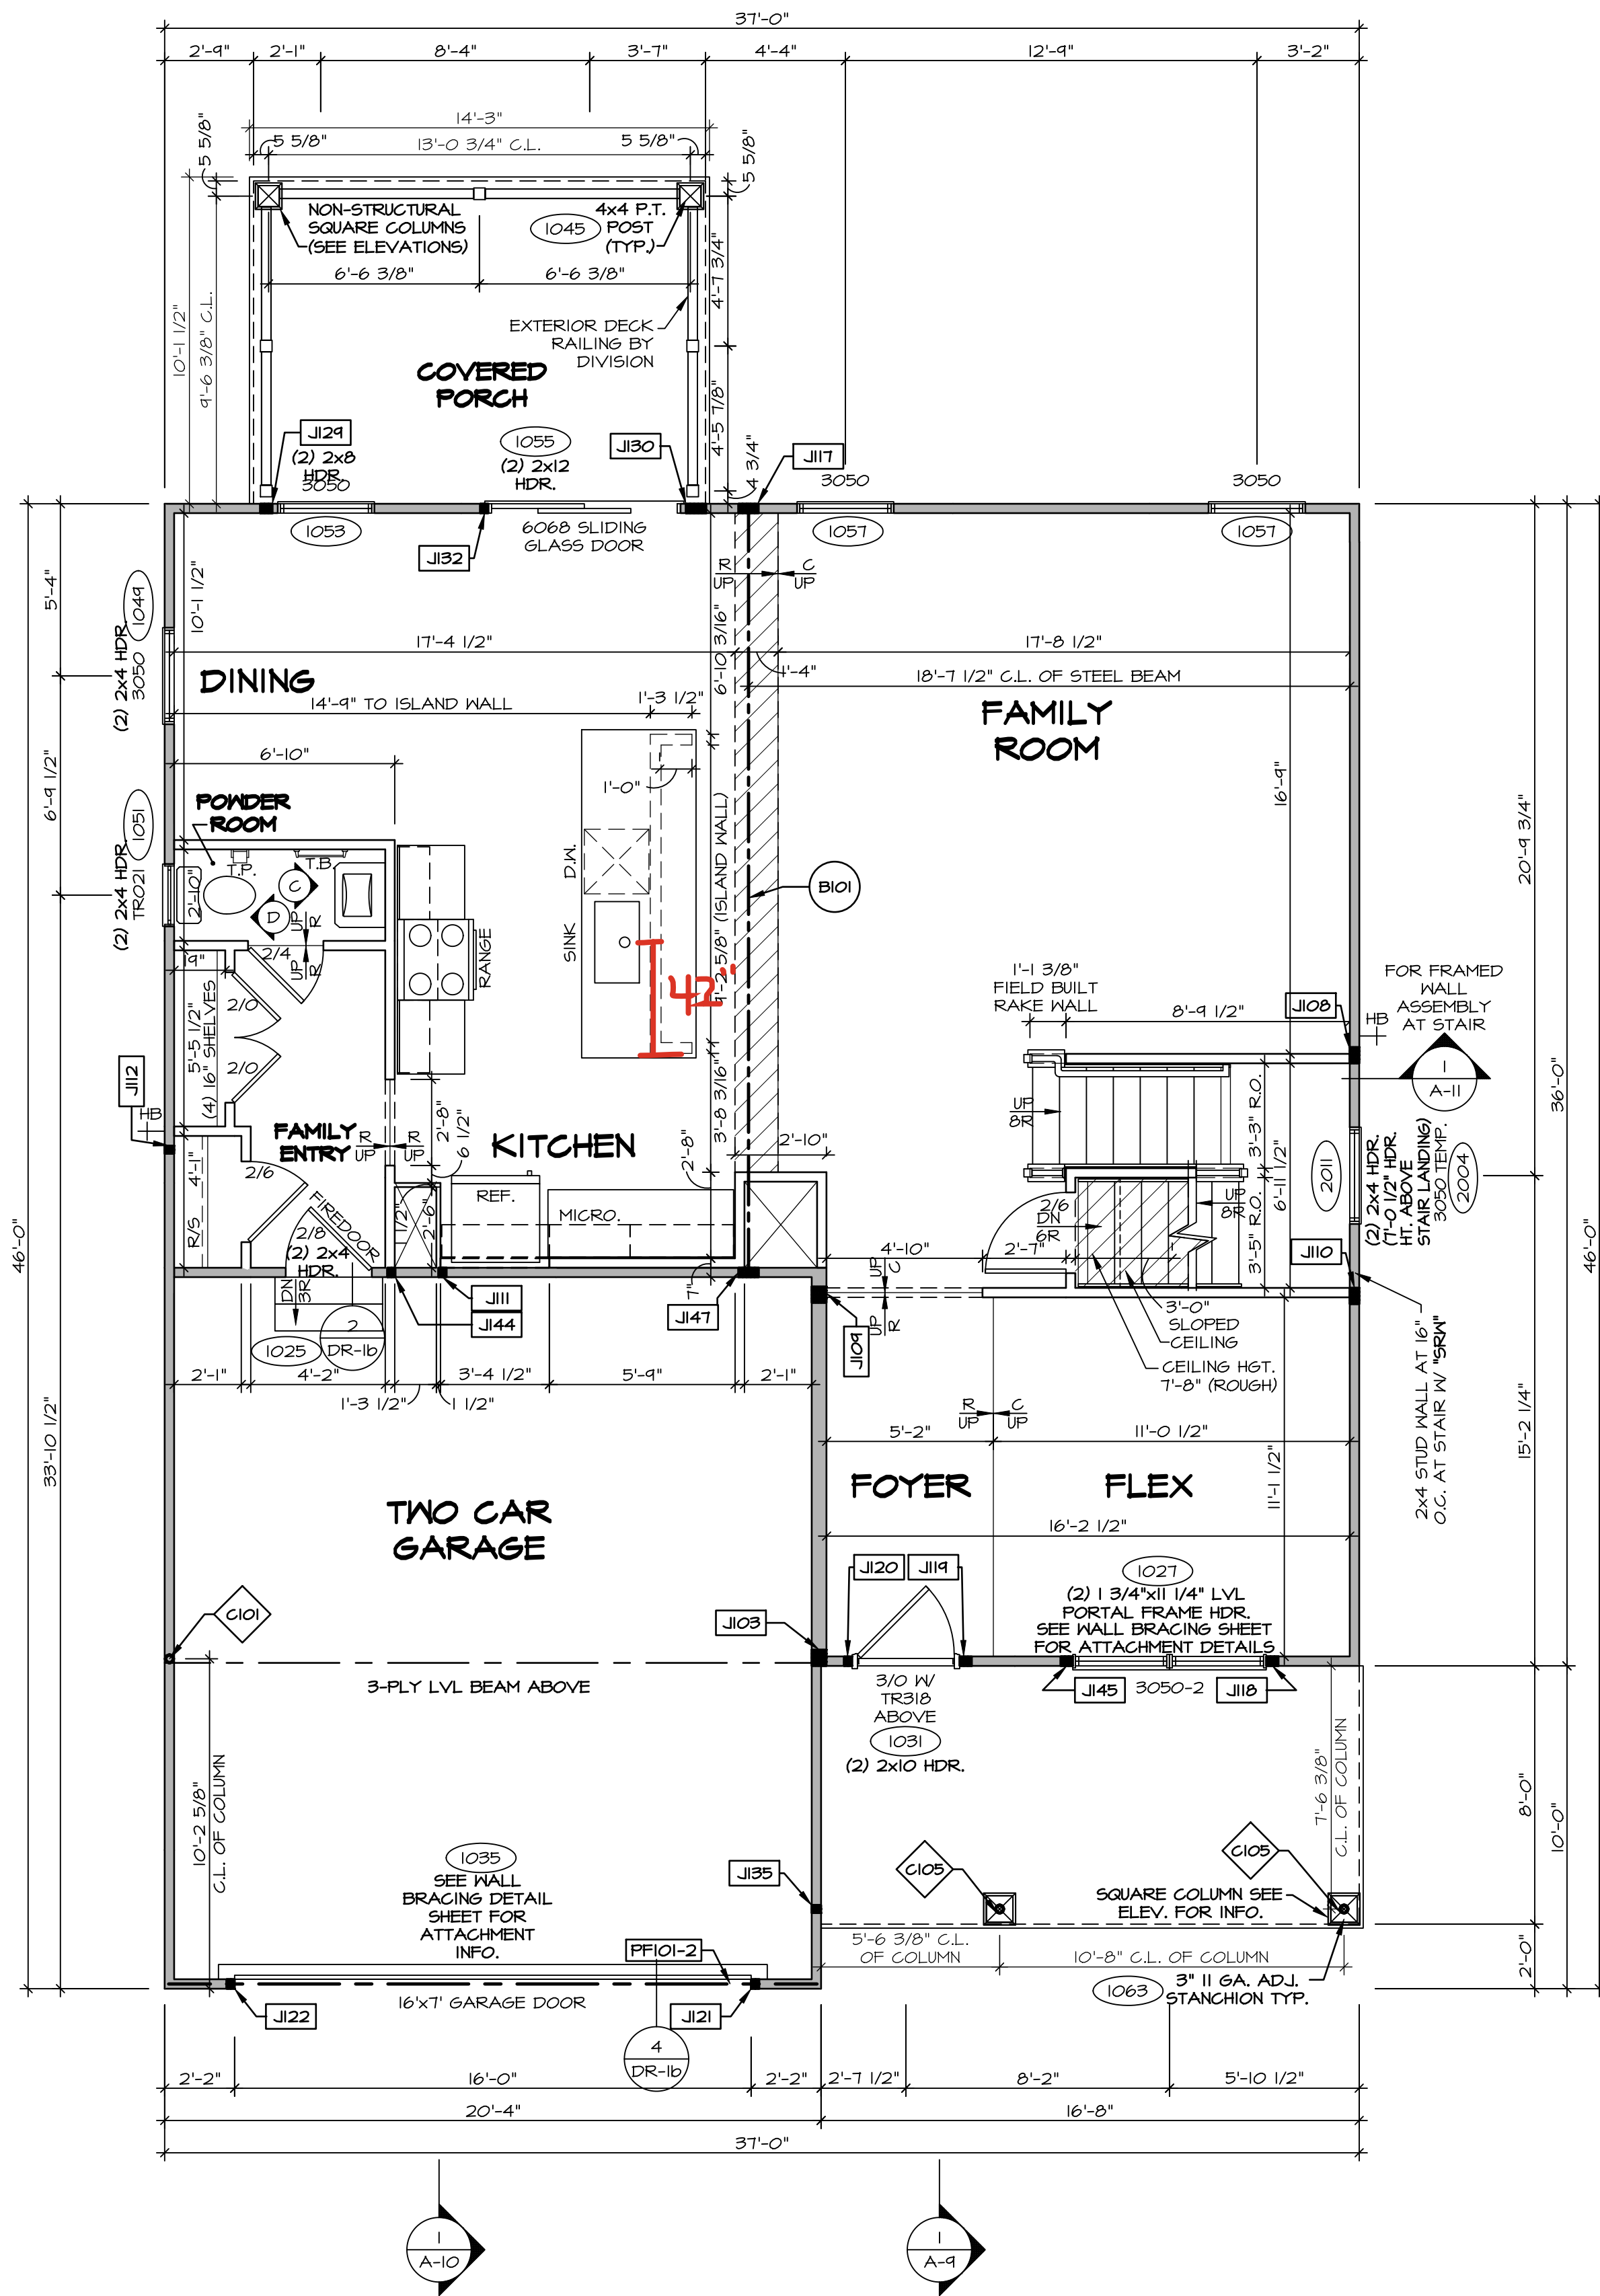 37'-0"
2'-9"
2'-1"
8'-4"
3'-7"
4'-4"
12'-9"
3'-2"
14'-3"
5 5/8"
13'-0 3/4" C.L.
5 5/8"
5 5/8"
5 5/8"
NON-STRUCTURAL
SQUARE COLUMNS
(SEE ELEVATIONS)
1045
4x4 P.T.
POST
(TYP.)
6'-6 3/8"
6'-6 3/8"
4'-7 3/4"
10'-1 1/2"
9'-6 3/8" C.L.
EXTERIOR DECK
RAILING BY
DIVISION
COVERED
PORCH
4'-5 7/8"
4 3/4"
J129
(2) 2x8
HDR.
3050
1055
(2) 2x12
HDR.
J130
J117
3050
3050
1053
J132
6068 SLIDING
GLASS DOOR
1057
1057
R
UP
C
UP
5'-4"
10'-1 1/2"
1049
(2) 2x4 HDR.
3050
17'-4 1/2"
6'-10 3/16"
1'-4"
17'-8 1/2"
18'-7 1/2" C.L. OF STEEL BEAM
DINING
14'-9" TO ISLAND WALL
1'-3 1/2"
FAMILY
ROOM
6'-10"
6'-9 1/2"
1'-0"
16'-9"
20'-9 3/4"
POWDER
ROOM
1051
(2) 2x4 HDR.
TR021
T.P.
T.B.
C
D
2'-10"
UP
R
UP
R
D.W.
SINK
RANGE
(ISLAND WALL)
B101
42"
2/4
19"
2/0
2/0
5'-5 1/2"
(4) 16" SHELVES
1'-1 3/8"
FIELD BUILT
RAKE WALL
8'-9 1/2"
J108
HB
FOR FRAMED
WALL
ASSEMBLY
AT STAIR
1
A-11
36'-0"
J112
HB
FAMILY
ENTRY
R
UP
R
UP
2'-8"
6 1/2"
KITCHEN
3'-8 3/16"
2'-8"
2'-10"
UP
8R
3'-3" R.O.
6'-11 1/2"
2011
(2) 2x4 HDR.
(7'-0 1/2" HDR.
HT. ABOVE
STAIR LANDING)
3050 TEMP.
2004
4'-1"
R/S
2/6
FIREDOOR
2/8
(2) 2x4
HDR.
2'-6"
REF.
MICRO.
2/6
DN
6R
UP
8R
3'-5" R.O.
4'-10"
2'-7"
J110
46'-0"
46'-0"
DN
3R
J111
J144
J147
7"
J109
UP
C
UP
R
3'-0"
SLOPED
CEILING
CEILING HGT.
7'-8" (ROUGH)
1025
2
DR-1b
2'-1"
4'-2"
1'-3 1/2"
1 1/2"
3'-4 1/2"
5'-9"
2'-1"
2x4 STUD WALL AT 16"
O.C. AT STAIR W/ "SRW"
R
UP
C
UP
5'-2"
11'-0 1/2"
11'-1 1/2"
15'-2 1/4"
33'-10 1/2"
TWO CAR
GARAGE
FOYER
FLEX
16'-2 1/2"
J120
J119
1027
(2) 1 3/4"x11 1/4" LVL
PORTAL FRAME HDR.
SEE WALL BRACING SHEET
FOR ATTACHMENT DETAILS
C101
J103
3-PLY LVL BEAM ABOVE
3/0 W/
TR318
ABOVE
1031
(2) 2x10 HDR.
J145
3050-2
J118
10'-2 5/8"
C.L. OF COLUMN
7'-6 3/8"
C.L. OF COLUMN
8'-0"
10'-0"
1035
SEE WALL
BRACING DETAIL
SHEET FOR
ATTACHMENT
INFO.
J135
C105
C105
SQUARE COLUMN SEE
ELEV. FOR INFO.
PF101-2
5'-6 3/8" C.L.
OF COLUMN
10'-8" C.L. OF COLUMN
2'-0"
1063
3" 11 GA. ADJ.
STANCHION TYP.
J122
16'x7' GARAGE DOOR
J121
4
DR-1b
2'-2"
16'-0"
2'-2"
2'-7 1/2"
8'-2"
5'-10 1/2"
20'-4"
16'-8"
37'-0"
1
A-10
1
A-9